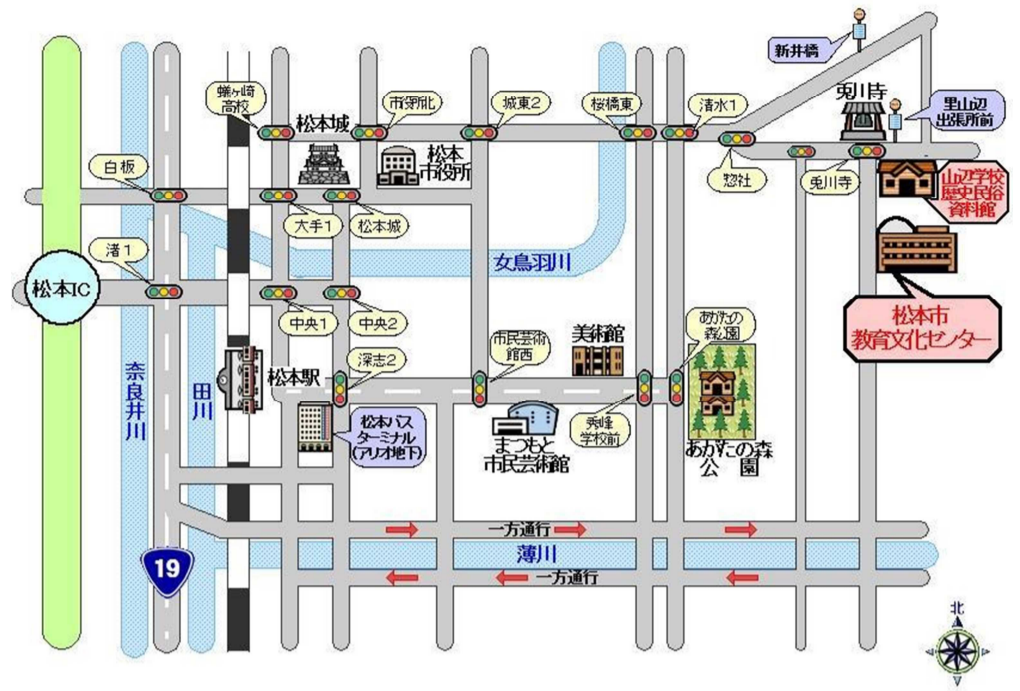 新井橋
蟻ヶ崎
高校
松本城
市役所北
城東2
桜橋東
清水1
兎川寺
里山辺
出張所前
白板
松本
市役所
惣社
兎川寺
山辺学校
歴史民俗
資料館
大手1
松本城
渚1
女鳥羽川
松本IC
中央1
中央2
あがたの
森公園
松本市
教育文化センター
市民芸術
館西
美術館
深志2
松本駅
奈良井川
田川
松本バス
ターミナル
(アリオ地下)
まつもと
市民芸術館
秀峰
学校前
あがたの森
公園
一方通行
薄川
19
一方通行
北